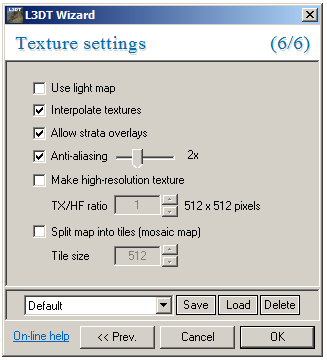 L3DT Wizard
Texture settings (6/6)
Use light map
Interpolate textures
Allow strata overlays
Anti-aliasing 2x
Make high-resolution texture
TX/HF ratio 1 512 x 512 pixels
Split map into tiles (mosaic map)
Tile size 512
Default Save Load Delete
On-line help << Prev. Cancel OK